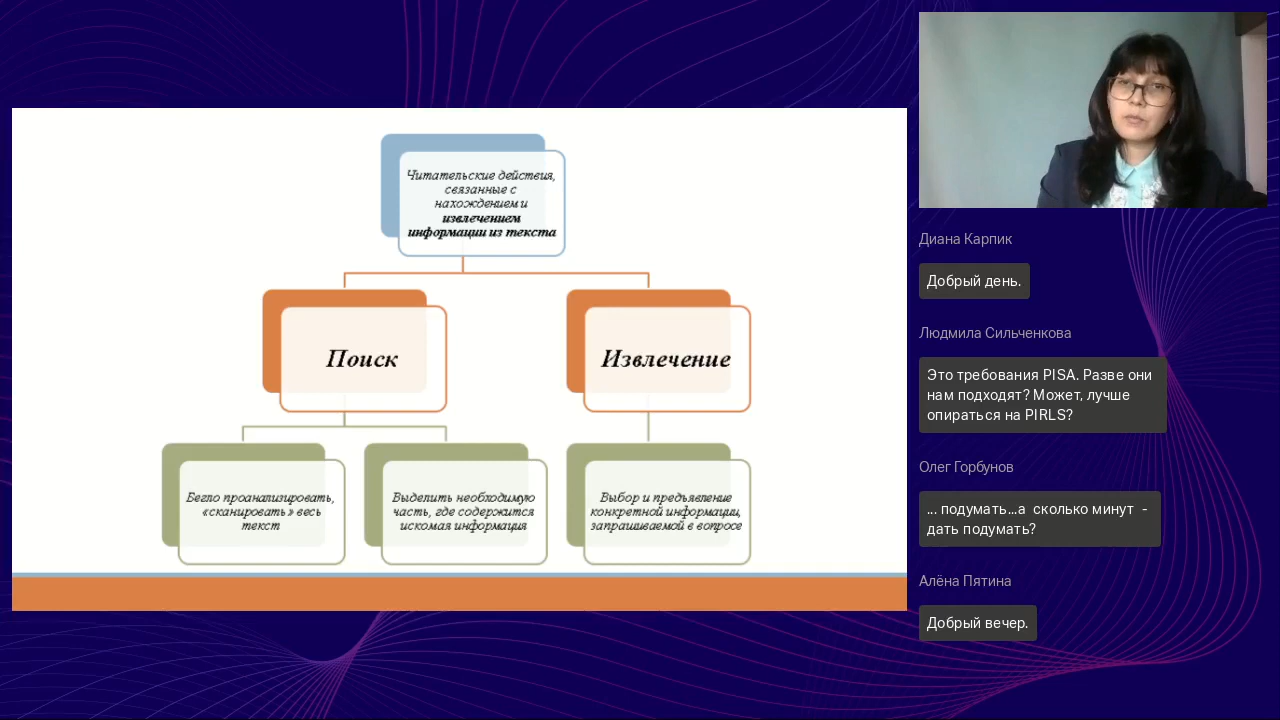 Читательские действия,
связанные с
нахождением и
извлечением
информации из текста
Поиск
Извлечение
Бегло проанализировать,
«сканировать» весь
текст
Выделить необходимую
часть, где содержится
искомая информация
Выбор и предъявление
конкретной информации,
запрашиваемой в вопросе
Диана Карпик
Добрый день.
Людмила Сильченкова
Это требования PISA. Разве они
нам подходят? Может, лучше
опираться на PIRLS?
Олег Горбунов
... подумать...а сколько минут -
дать подумать?
Алёна Пятина
Добрый вечер.